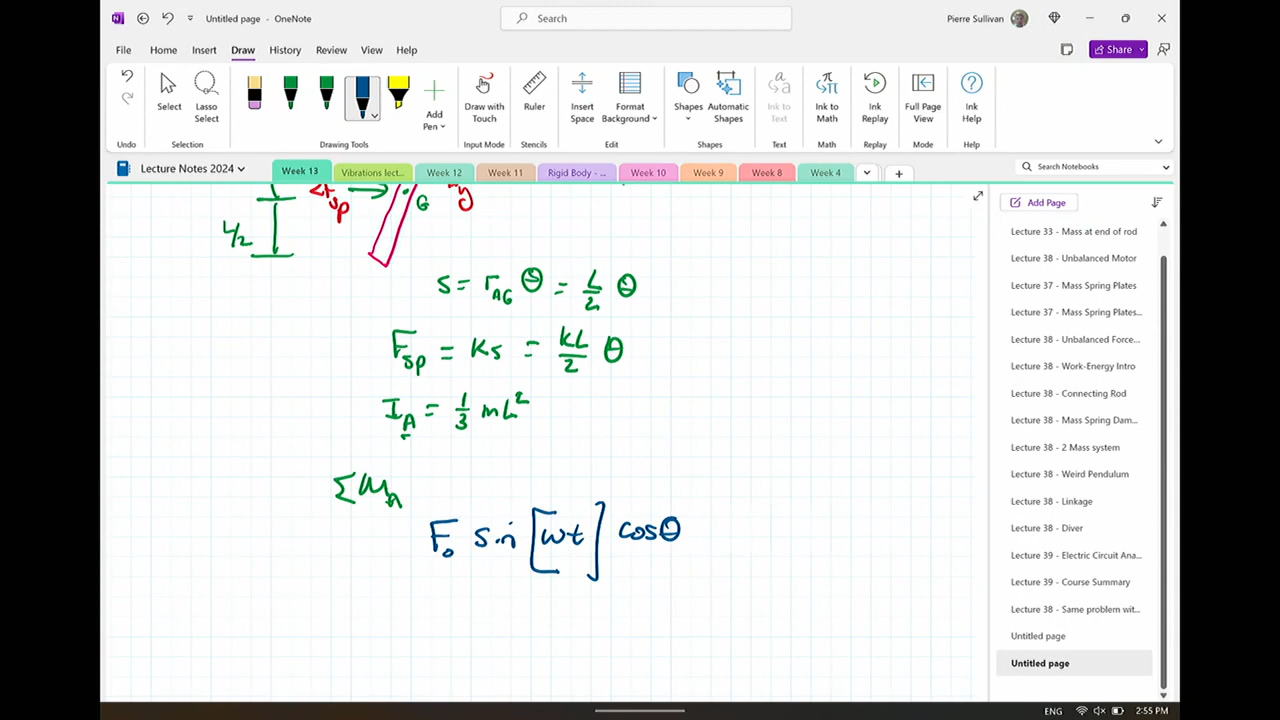 Untitled page - OneNote
Search
Pierre Sullivan
File Home Insert Draw History Review View Help
Share
Select
Lasso Select
Add Pen
Draw with Touch
Ruler
Insert Space
Format Background
Shapes
Automatic Shapes
Ink to Text
Ink to Math
Ink Replay
Full Page View
Ink Help
Undo Selection Drawing Tools Input Mode Stencils Edit Shapes Text Math Replay Mode Help
Lecture Notes 2024
Week 13 Vibrations lect... Week 12 Week 11 Rigid Body - ... Week 10 Week 9 Week 8 Week 4 +
Search Notebooks
Add Page
Lecture 33 - Mass at end of rod
Lecture 38 - Unbalanced Motor
Lecture 37 - Mass Spring Plates
Lecture 37 - Mass Spring Plates...
Lecture 38 - Unbalanced Force...
Lecture 38 - Work-Energy Intro
Lecture 38 - Connecting Rod
Lecture 38 - Mass Spring Dam...
Lecture 38 - 2 Mass system
Lecture 38 - Weird Pendulum
Lecture 38 - Linkage
Lecture 38 - Diver
Lecture 39 - Electric Circuit Ana...
Lecture 39 - Course Summary
Lecture 38 - Same problem wit...
Untitled page
Untitled page
sp G
L/2
s = r_AG θ = L/2 θ
F_sp = Ks = KL/2 θ
I_A = 1/3 mL²
ΣM_A
F_o sin [ωt] cosθ
ENG 2:55 PM